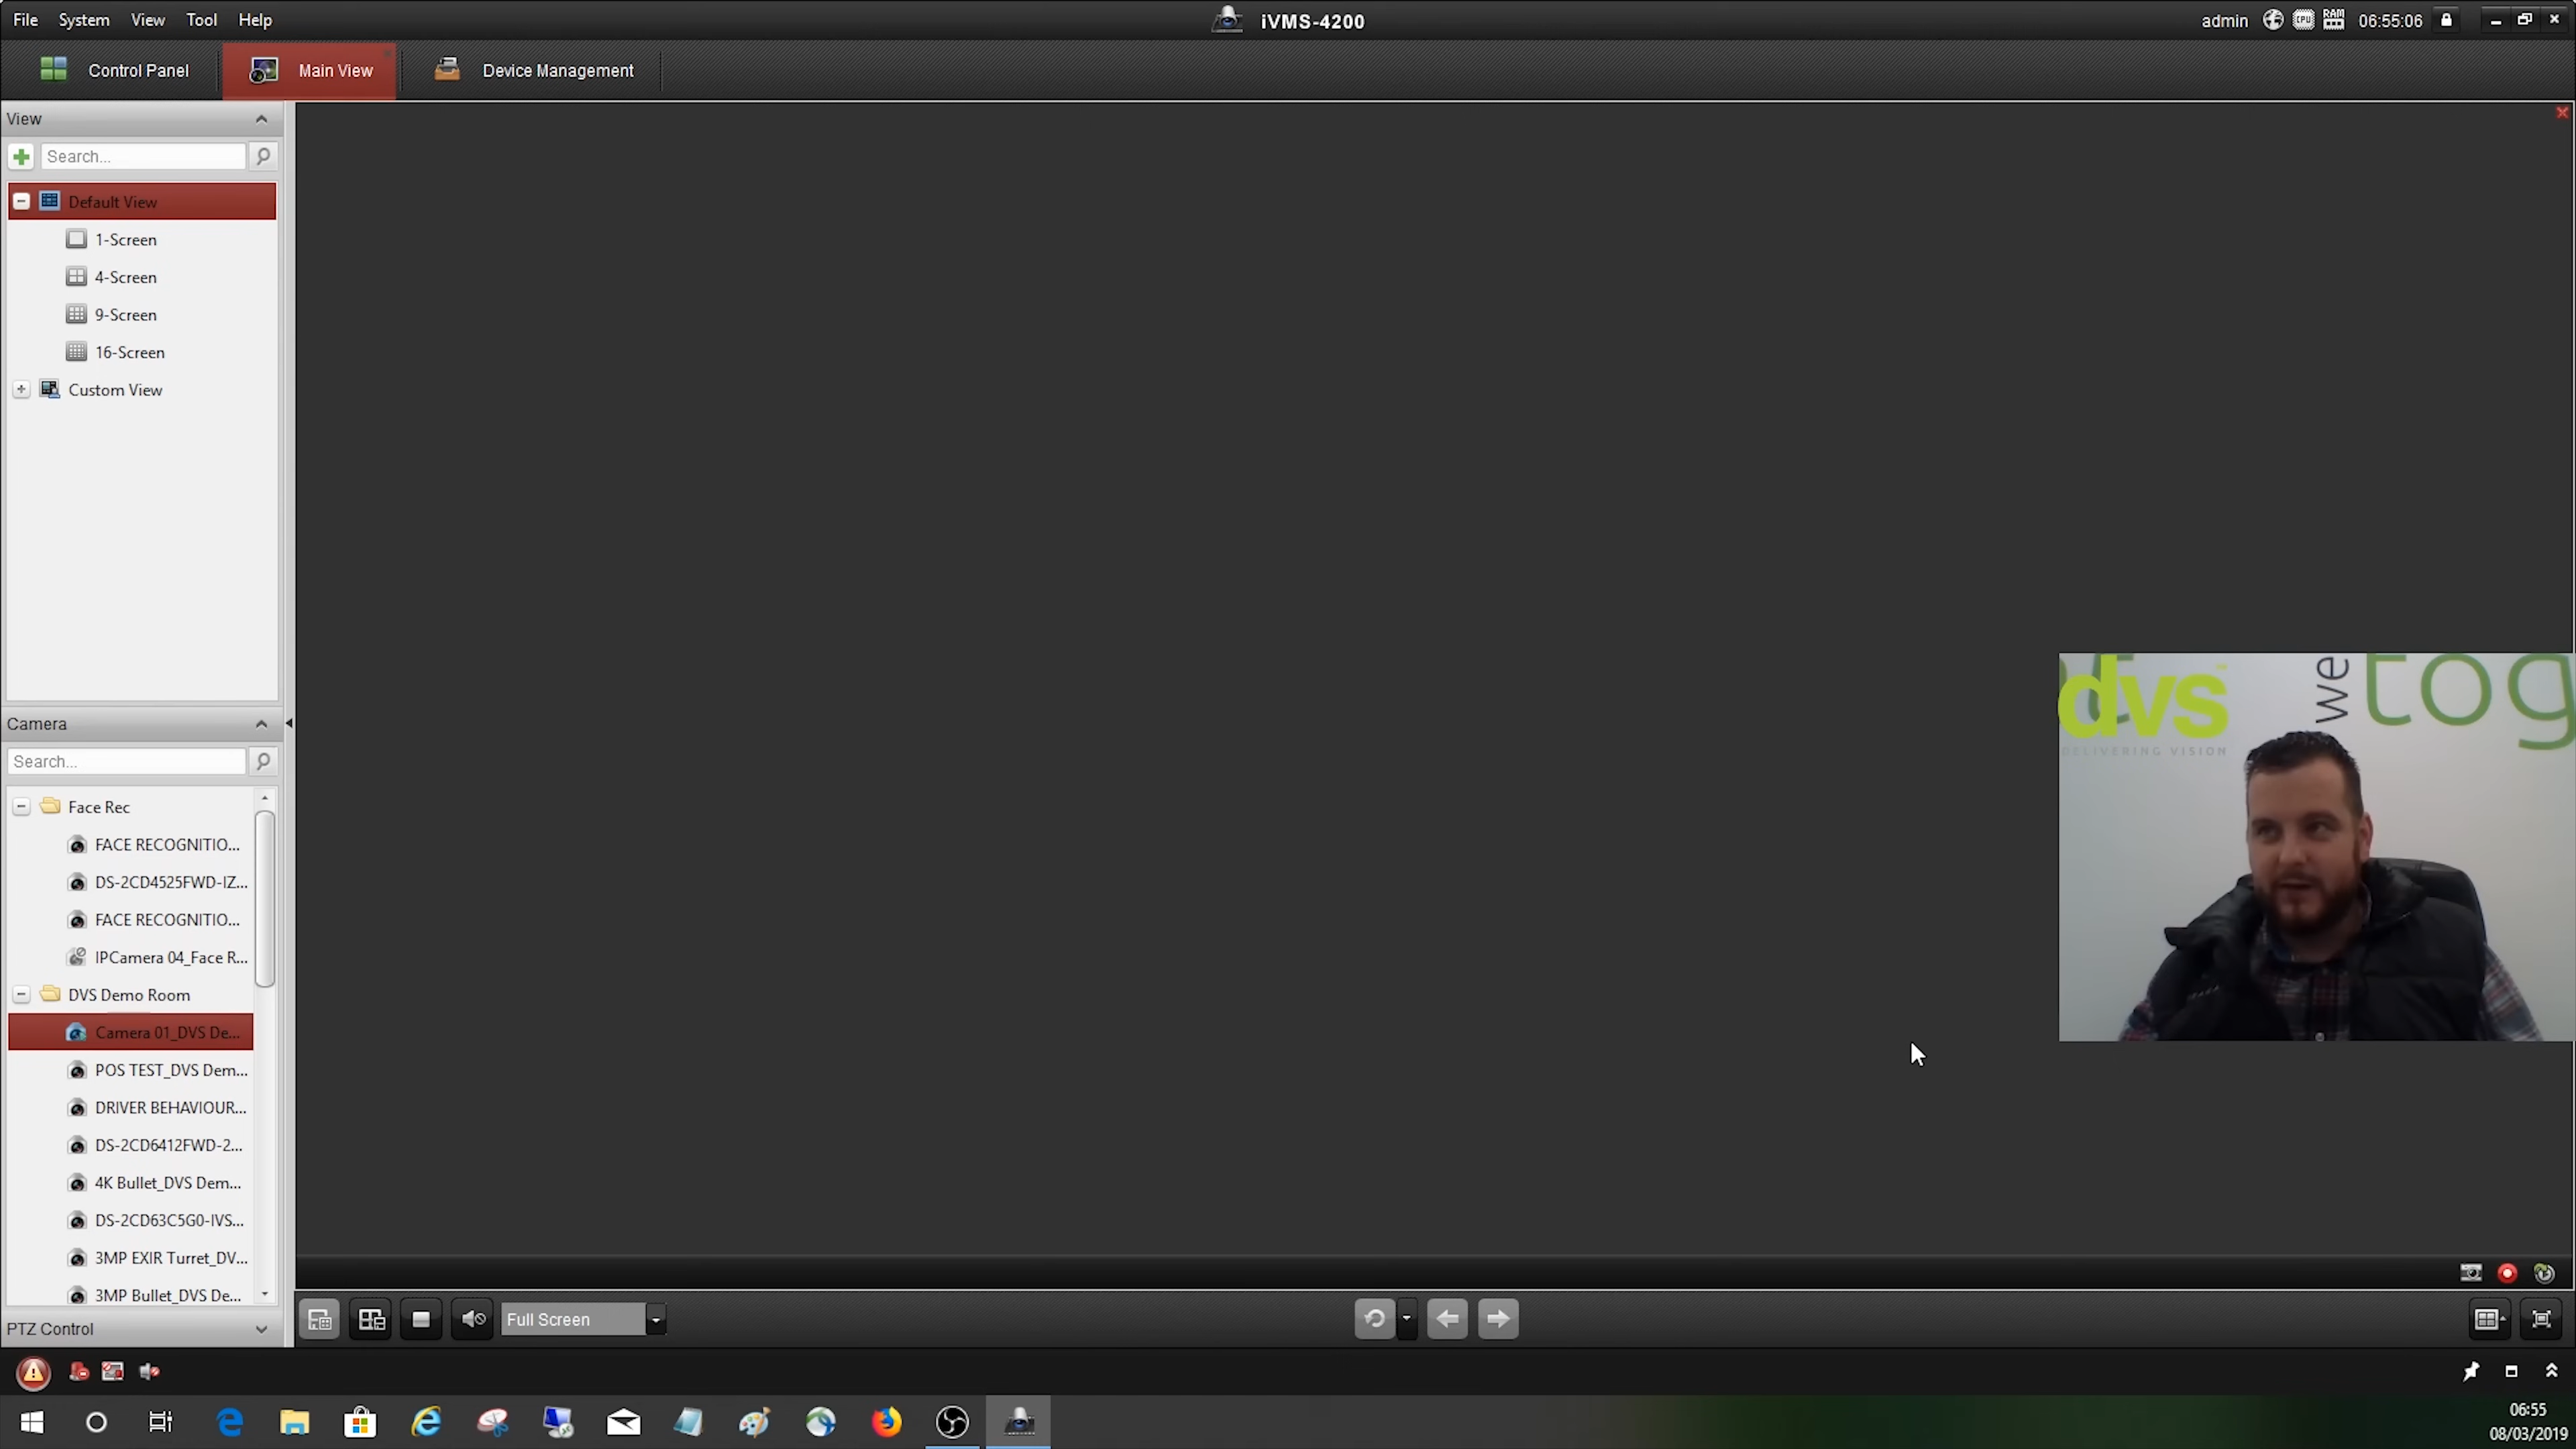 File System View Tool Help
iVMS-4200
admin CPU RAM 06:55:06
Control Panel
Main View
Device Management
View
Search...
Default View
1-Screen
4-Screen
9-Screen
16-Screen
Custom View
Camera
Search...
Face Rec
FACE RECOGNITIO...
DS-2CD4525FWD-IZ...
FACE RECOGNITIO...
IPCamera 04_Face R...
DVS Demo Room
Camera 01_DVS De...
POS TEST_DVS Dem...
DRIVER BEHAVIOUR...
DS-2CD6412FWD-2...
4K Bullet_DVS Dem...
DS-2CD63C5G0-IVS...
3MP EXIR Turret_DV...
3MP Bullet_DVS De...
PTZ Control
dvs
DELIVERING VISION
we
tog
Full Screen
06:55
08/03/2019